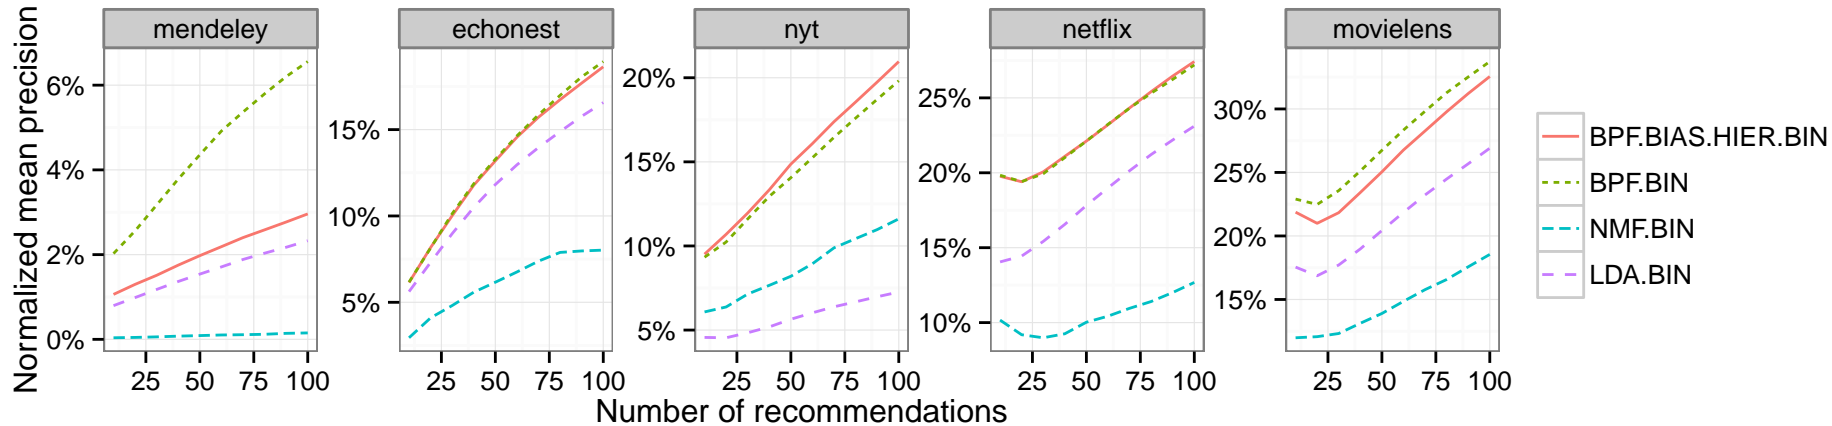 Normalized mean precision
mendeley
6%
4%
2%
0%
25 50 75 100
echonest
15%
10%
5%
25 50 75 100
nyt
20%
15%
10%
5%
25 50 75 100
netflix
25%
20%
15%
10%
25 50 75 100
movielens
30%
25%
20%
15%
25 50 75 100
Number of recommendations
BPF.BIAS.HIER.BIN
BPF.BIN
NMF.BIN
LDA.BIN